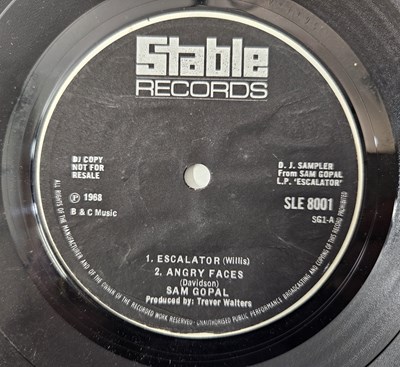 Stable
RECORDS
DJ COPY
NOT FOR
RESALE
D. J. SAMPLER
From SAM GOPAL
L.P. 'ESCALATOR'
Ⓟ 1968
B & C Music
SLE 8001
SG1-A
1. ESCALATOR (Willis)
2. ANGRY FACES
(Davidson)
SAM GOPAL
Produced by: Trevor Walters
ALL RIGHTS OF THE MANUFACTURER AND OF THE OWNER OF THE RECORDED WORK RESERVED - UNAUTHORISED PUBLIC PERFORMANCE BROADCASTING AND COPYING OF THIS RECORD PROHIBITED